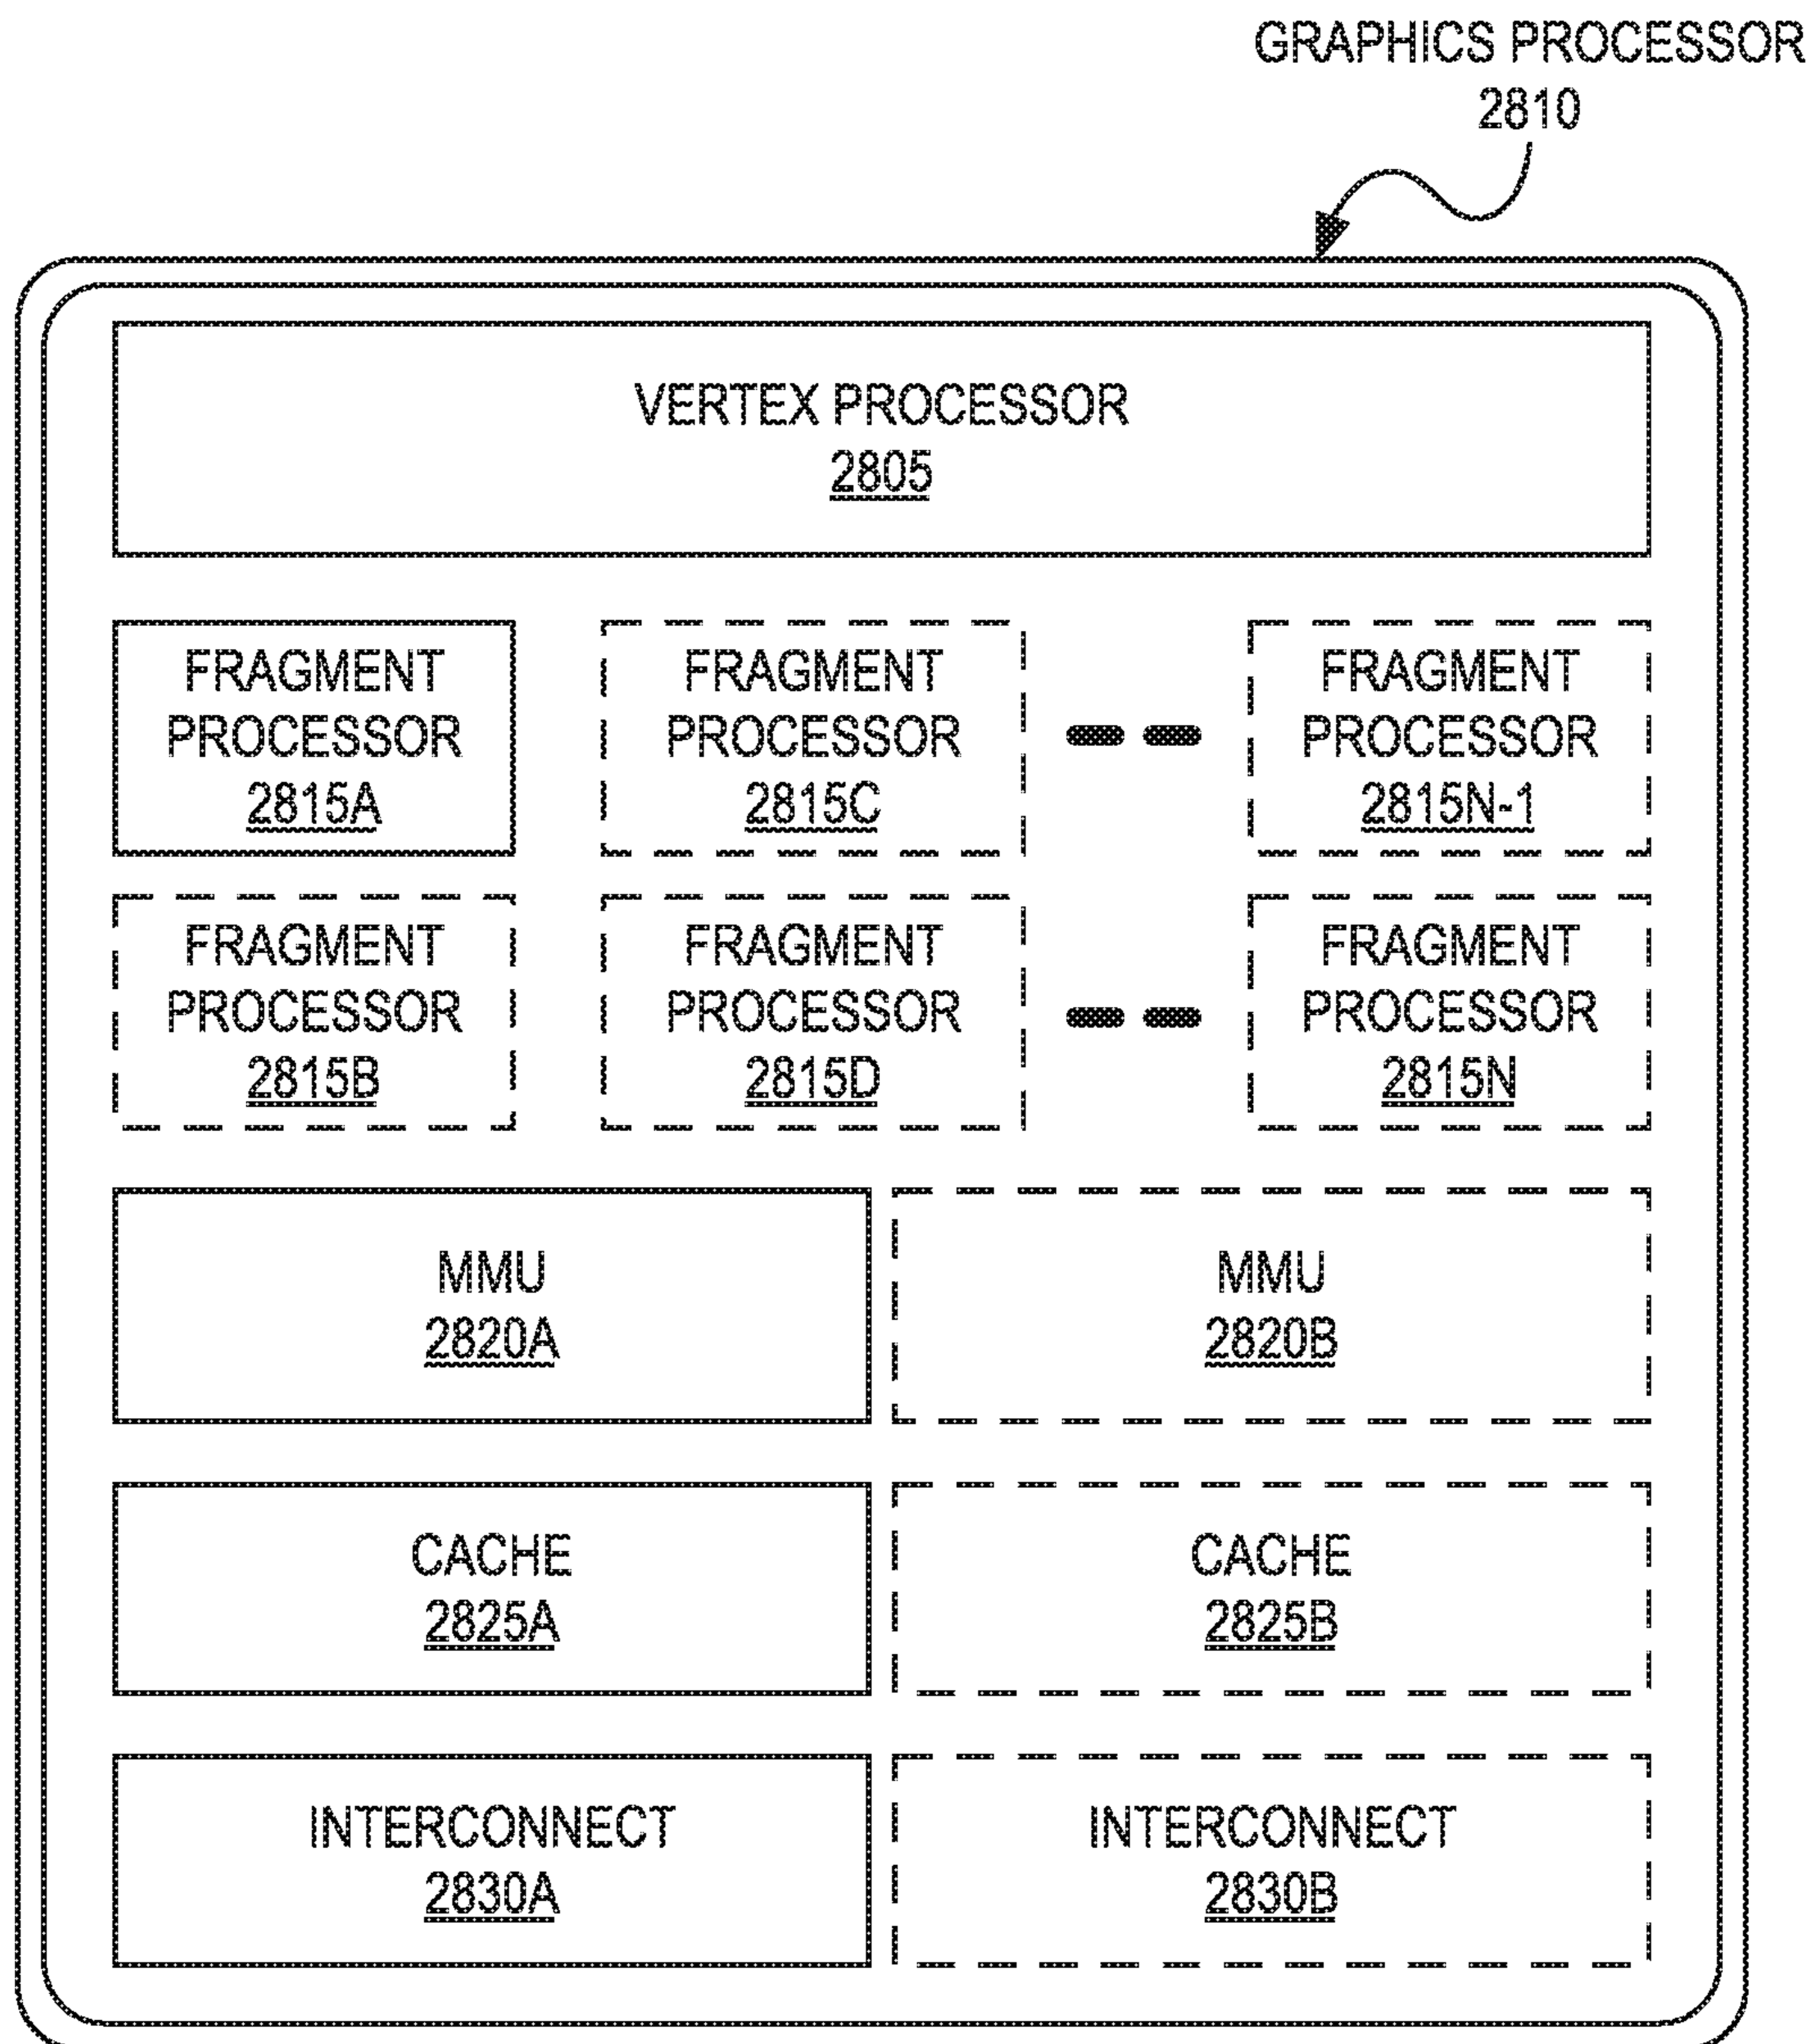 GRAPHICS PROCESSOR
2810
VERTEX PROCESSOR
2805
FRAGMENT
PROCESSOR
2815A
FRAGMENT
PROCESSOR
2815C
FRAGMENT
PROCESSOR
2815N-1
FRAGMENT
PROCESSOR
2815B
FRAGMENT
PROCESSOR
2815D
FRAGMENT
PROCESSOR
2815N
MMU
2820A
MMU
2820B
CACHE
2825A
CACHE
2825B
INTERCONNECT
2830A
INTERCONNECT
2830B